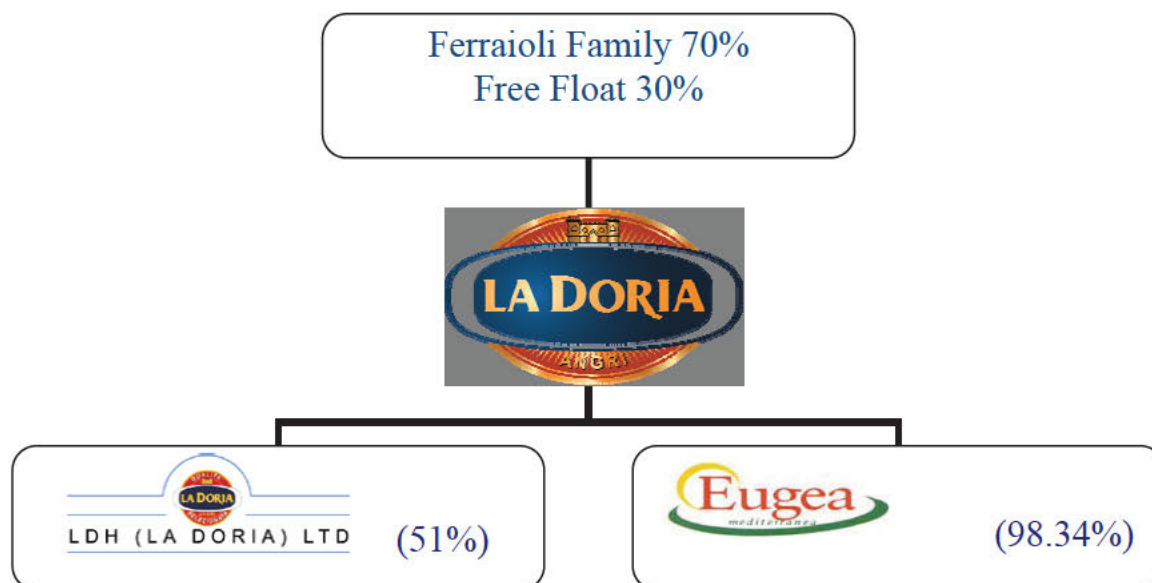 Ferraioli Family 70%
Free Float 30%
LA DORIA
ANGRI
LA DORIA
LDH (LA DORIA) LTD
(51%)
Eugea
mediterranea
(98.34%)